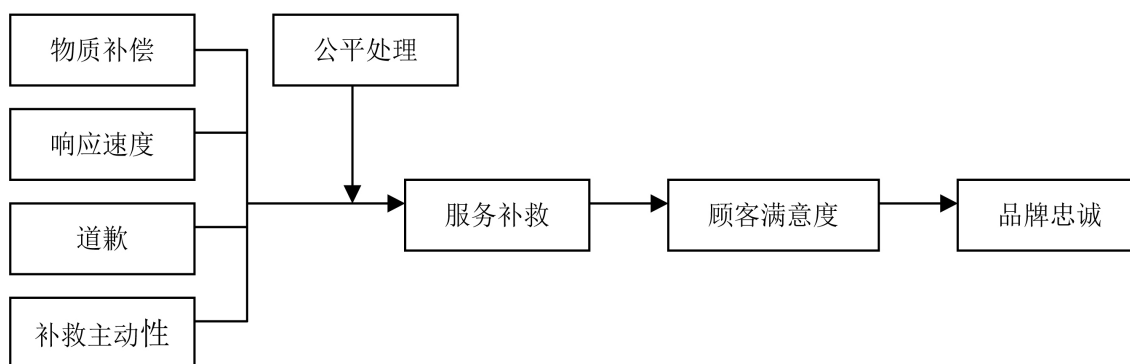 物质补偿
公平处理
响应速度
服务补救
顾客满意度
品牌忠诚
道歉
补救主动性